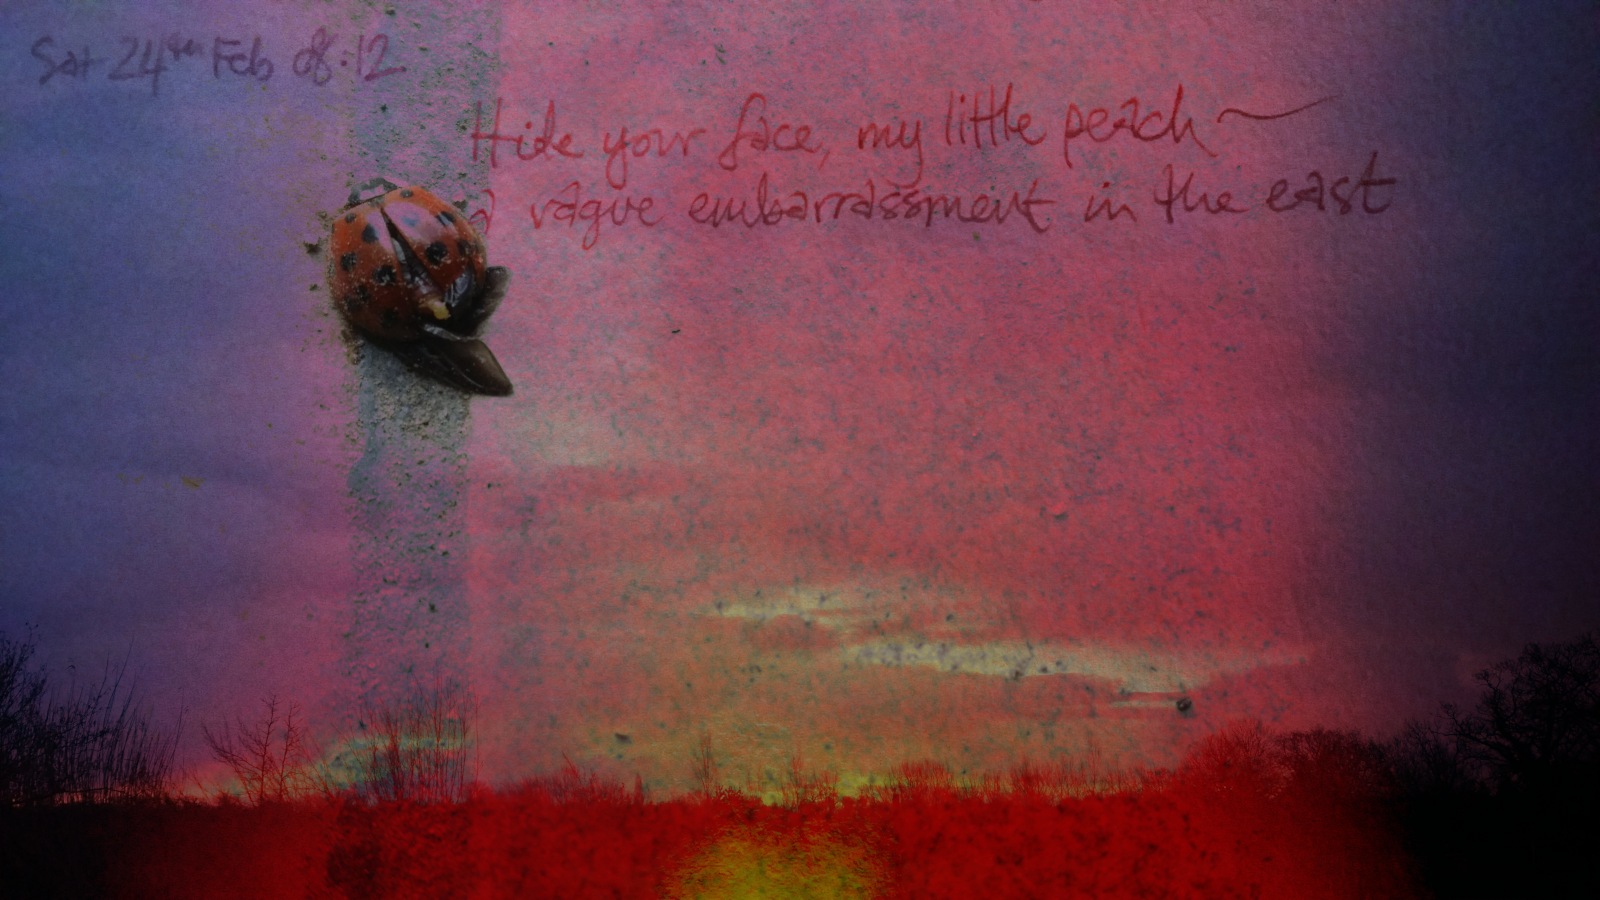 Sat 24th Feb 08:12
Hide your face, my little peach ~
a vague embarrassment in the east